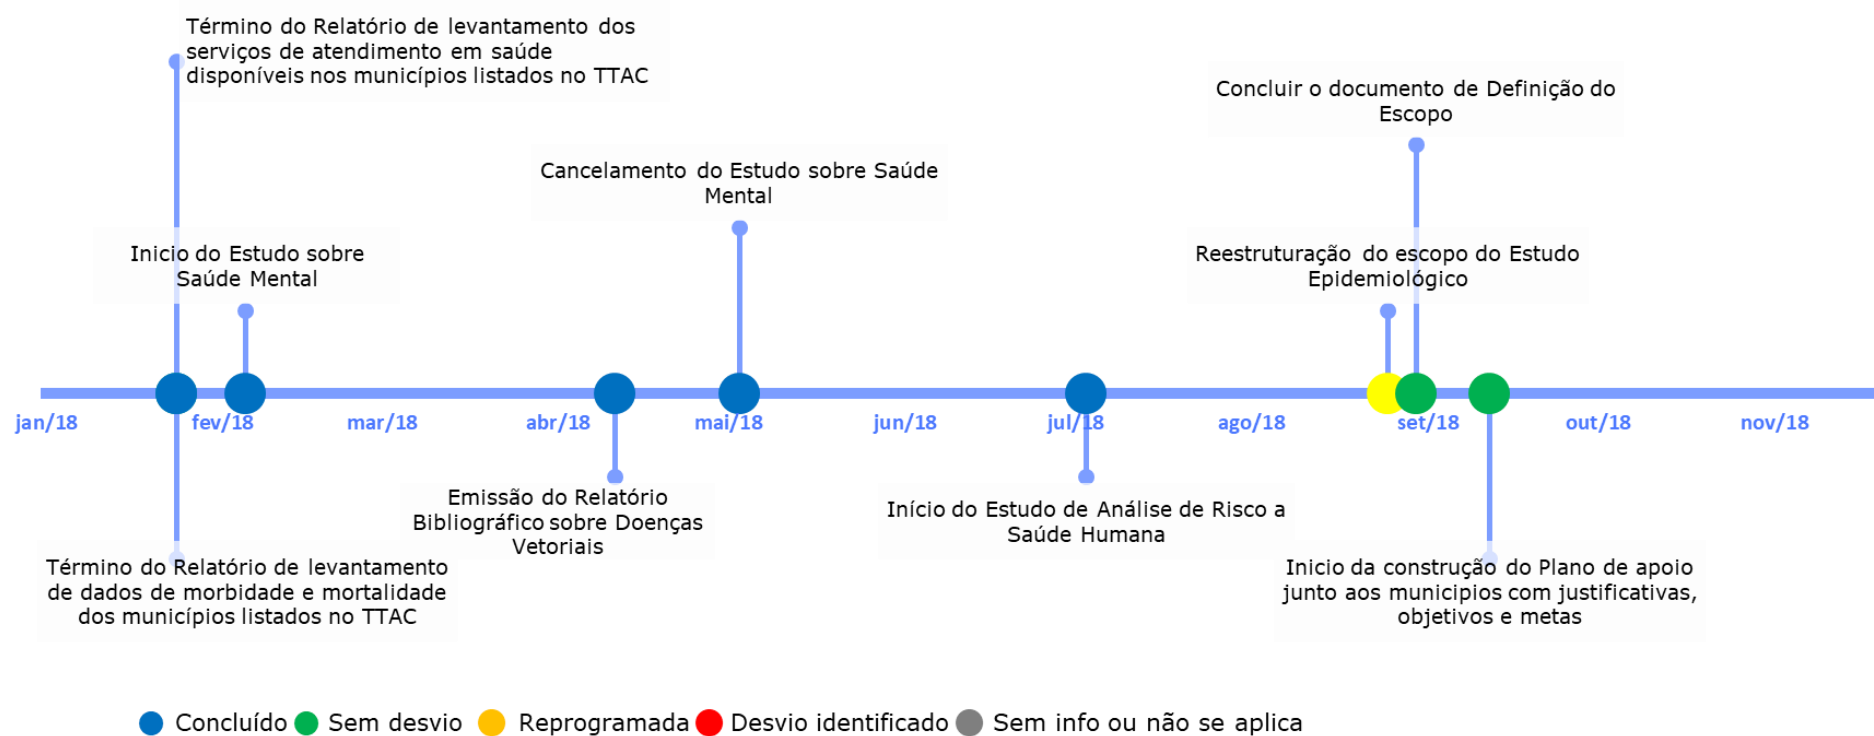 Término do Relatório de levantamento dos
serviços de atendimento em saúde
disponíveis nos municípios listados no TTAC
Concluir o documento de Definição do
Escopo
Cancelamento do Estudo sobre Saúde
Mental
Inicio do Estudo sobre
Saúde Mental
Reestruturação do escopo do Estudo
Epidemiológico
jan/18 fev/18 mar/18 abr/18 mai/18 jun/18 jul/18 ago/18 set/18 out/18 nov/18
Emissão do Relatório
Bibliográfico sobre Doenças
Vetoriais
Início do Estudo de Análise de Risco a
Saúde Humana
Término do Relatório de levantamento
de dados de morbidade e mortalidade
dos municípios listados no TTAC
Inicio da construção do Plano de apoio
junto aos municipios com justificativas,
objetivos e metas
Concluído Sem desvio Reprogramada Desvio identificado Sem info ou não se aplica